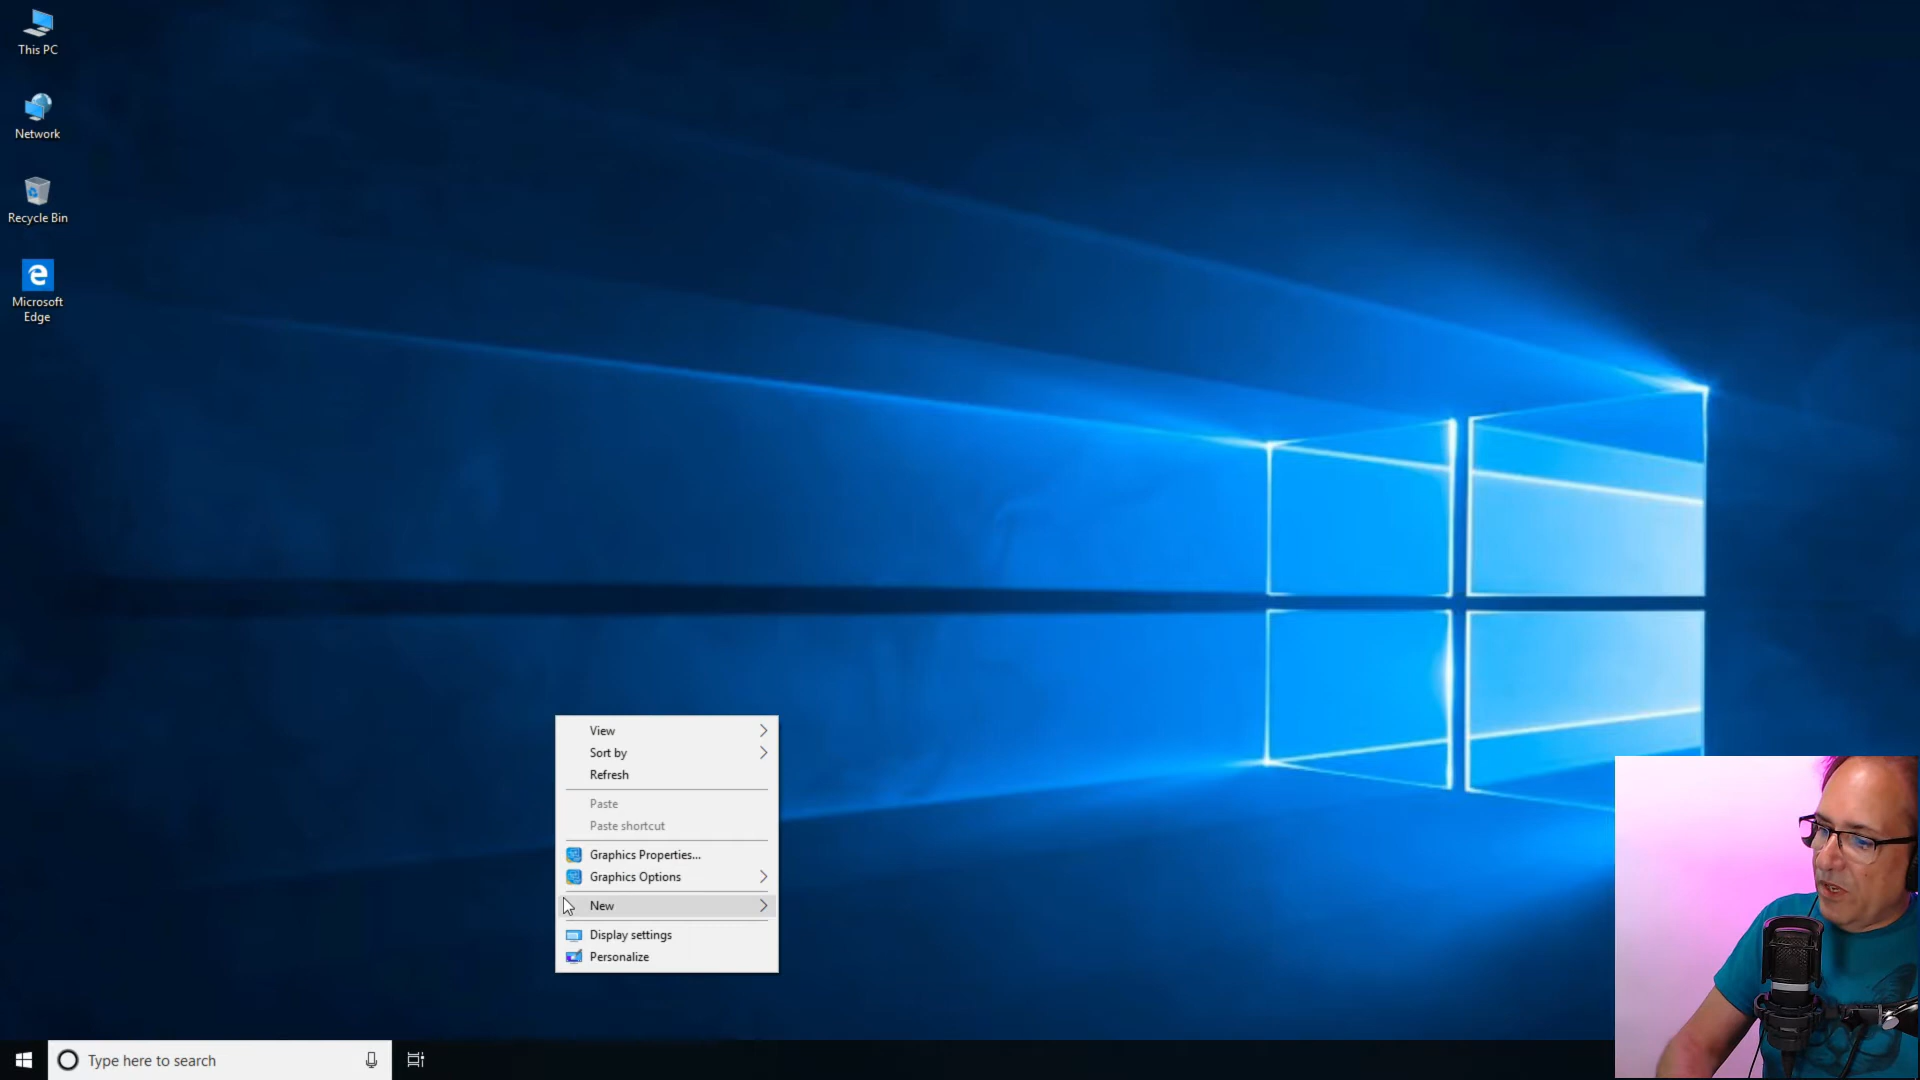 This PC
Network
Recycle Bin
Microsoft
Edge
View
Sort by
Refresh
Paste
Paste shortcut
Graphics Properties...
Graphics Options
New
Display settings
Personalize
Type here to search